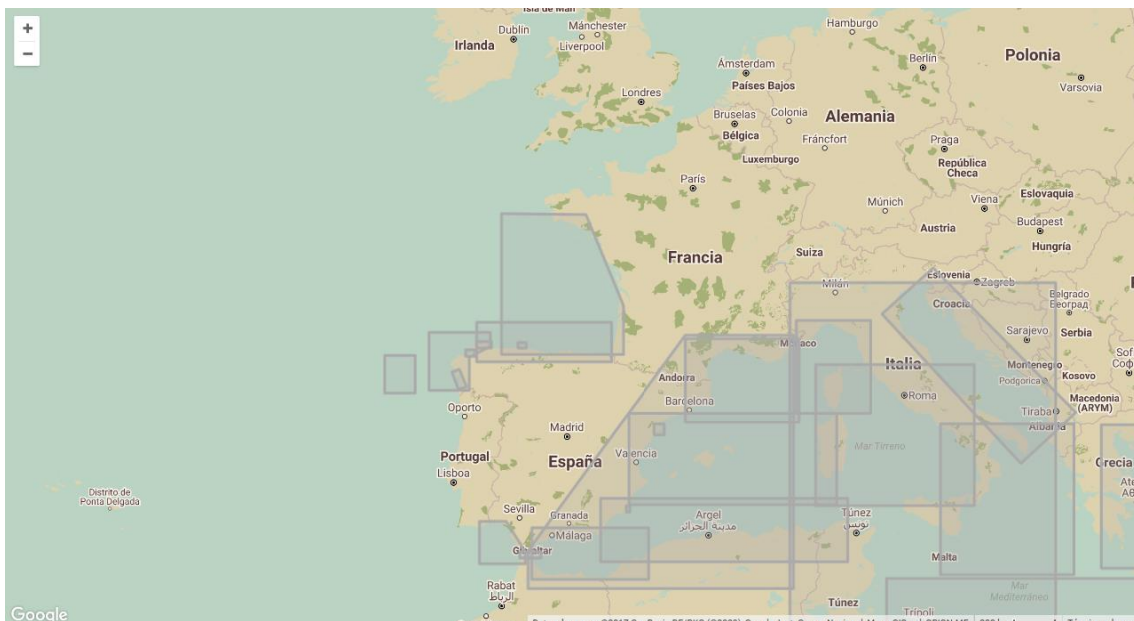 +
−
Dublín
Mánchester
Irlanda
Liverpool
Hamburgo
Ámsterdam
Berlín
Polonia
Países Bajos
Varsovia
Londres
Bruselas
Colonia
Alemania
Bélgica
Fráncfort
Praga
República
Checa
Luxemburgo
París
Eslovaquia
Múnich
Viena
Austria
Budapest
Francia
Suiza
Hungría
Milán
Eslovenia
Zagreb
Croacia
Belgrado
Београд
Sarajevo
Serbia
Mónaco
Italia
Montenegro
Kosovo
Podgorica
Andorra
Roma
Macedonia
(ARYM)
Oporto
Barcelona
Tirana
Albania
Madrid
Mar Tirreno
Portugal
España
Valencia
Lisboa
Grecia
Distrito de
Ponta Delgada
Sevilla
Granada
Argel
مدينة الجزائر
Túnez
تونس
Málaga
Gibraltar
Malta
Rabat
الرباط
Mar
Mediterráneo
Túnez
Trípoli
Google